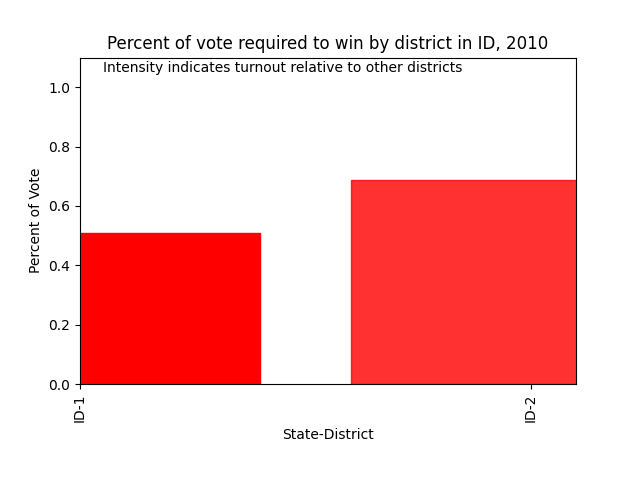 Percent of vote required to win by district in ID, 2010
Intensity indicates turnout relative to other districts
1.0
0.8
0.6
0.4
0.2
0.0
Percent of Vote
ID-1
ID-2
State-District